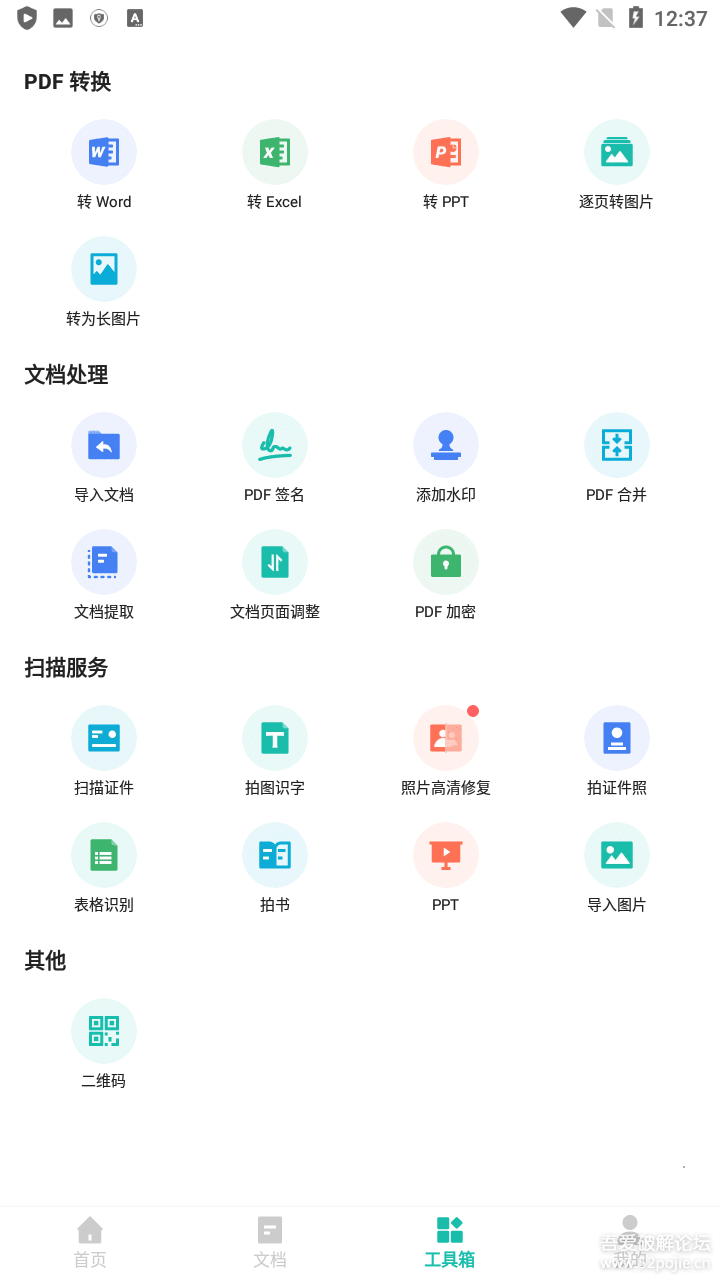 12:37
PDF 转换
转 Word
转 Excel
转 PPT
逐页转图片
转为长图片
文档处理
导入文档
PDF 签名
添加水印
PDF 合并
文档提取
文档页面调整
PDF 加密
扫描服务
扫描证件
拍图识字
照片高清修复
拍证件照
表格识别
拍书
PPT
导入图片
其他
二维码
首页
文档
工具箱
我的
吾爱破解论坛
www.52pojie.cn